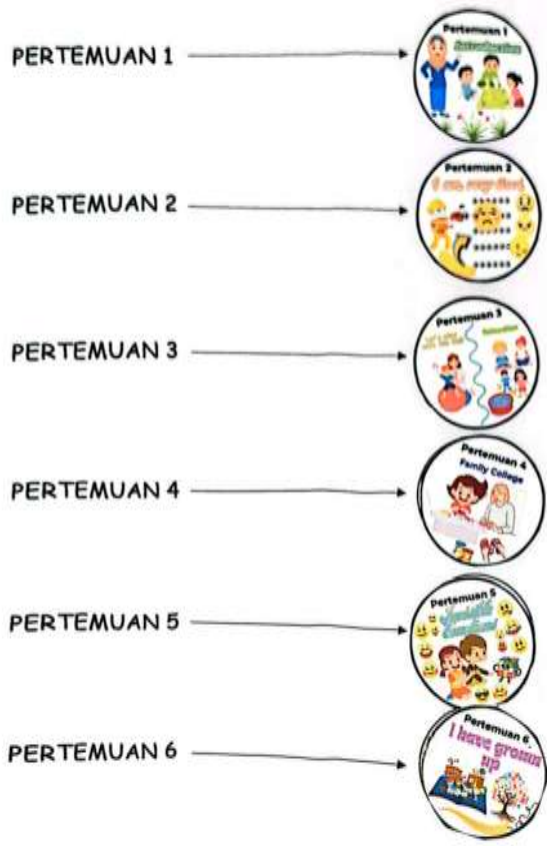 PERTEMUAN 1
Pertemuan 1
Introduction
PERTEMUAN 2
Pertemuan 2
PERTEMUAN 3
Pertemuan 3
Relaxation
PERTEMUAN 4
Pertemuan 4
Family College
PERTEMUAN 5
Pertemuan 5
PERTEMUAN 6
Pertemuan 6
I have grown
up